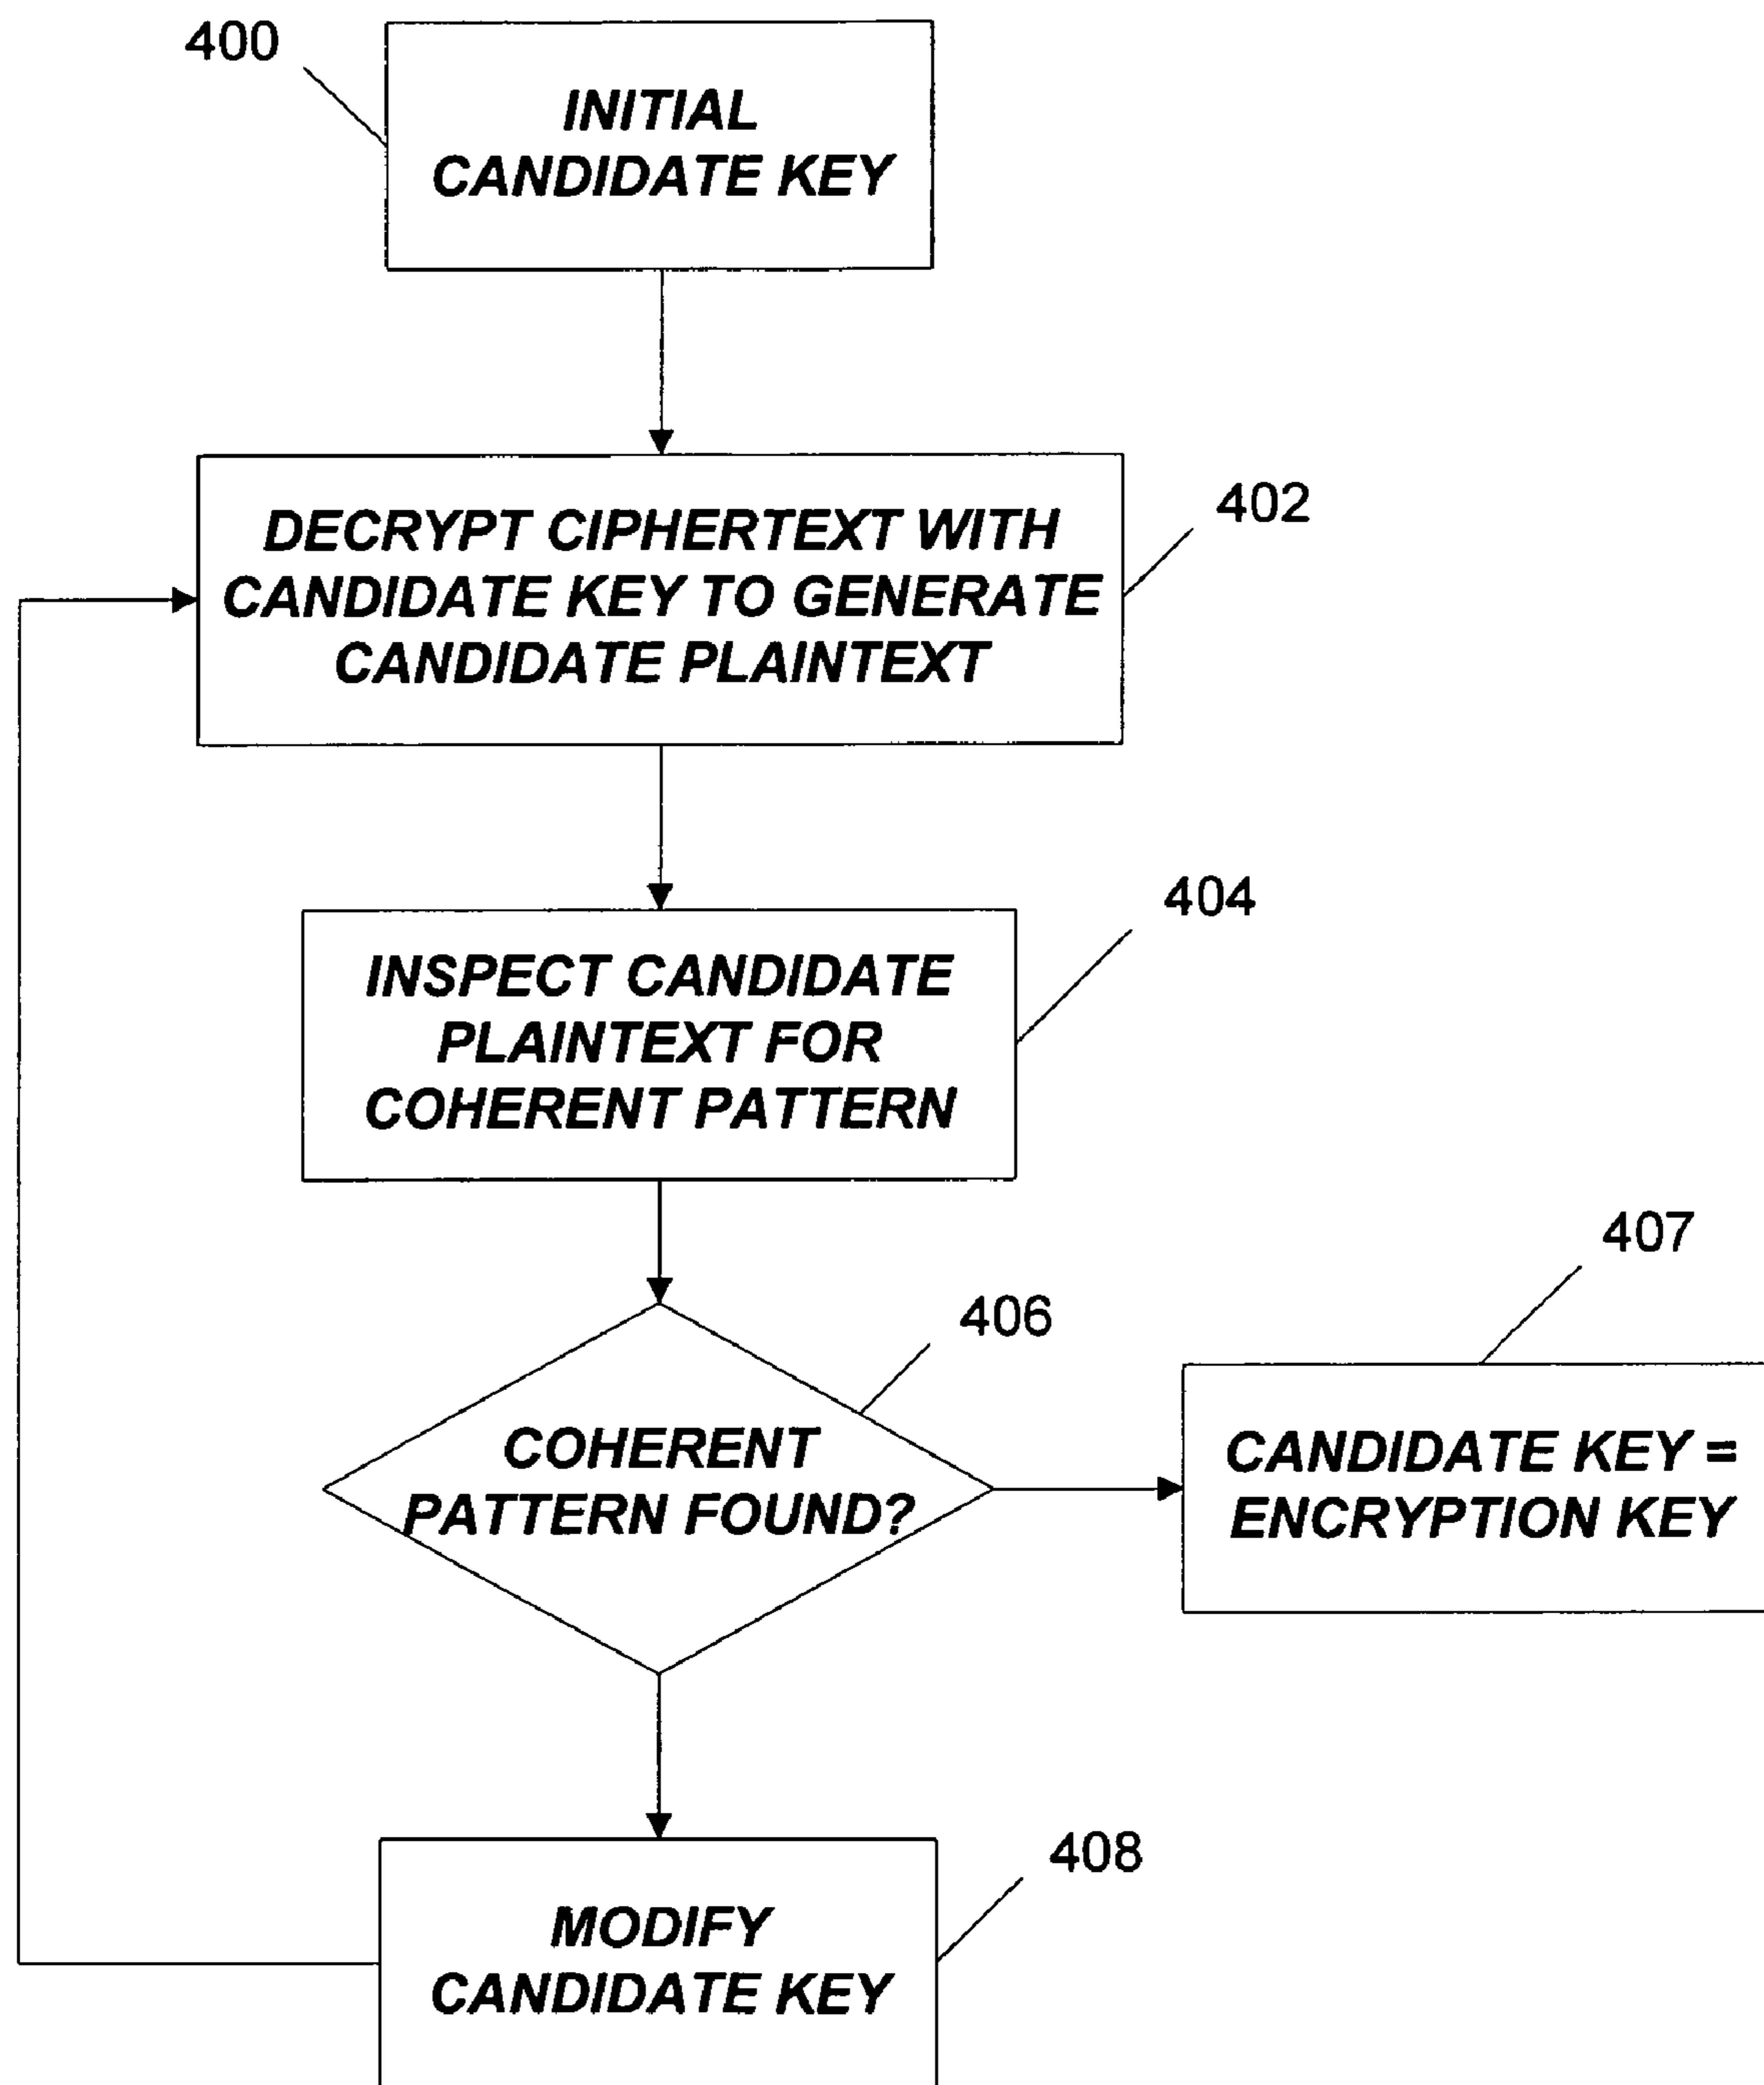 400
INITIAL
CANDIDATE KEY
402
DECRYPT CIPHERTEXT WITH
CANDIDATE KEY TO GENERATE
CANDIDATE PLAINTEXT
404
INSPECT CANDIDATE
PLAINTEXT FOR
COHERENT PATTERN
406
COHERENT
PATTERN FOUND?
407
CANDIDATE KEY =
ENCRYPTION KEY
408
MODIFY
CANDIDATE KEY